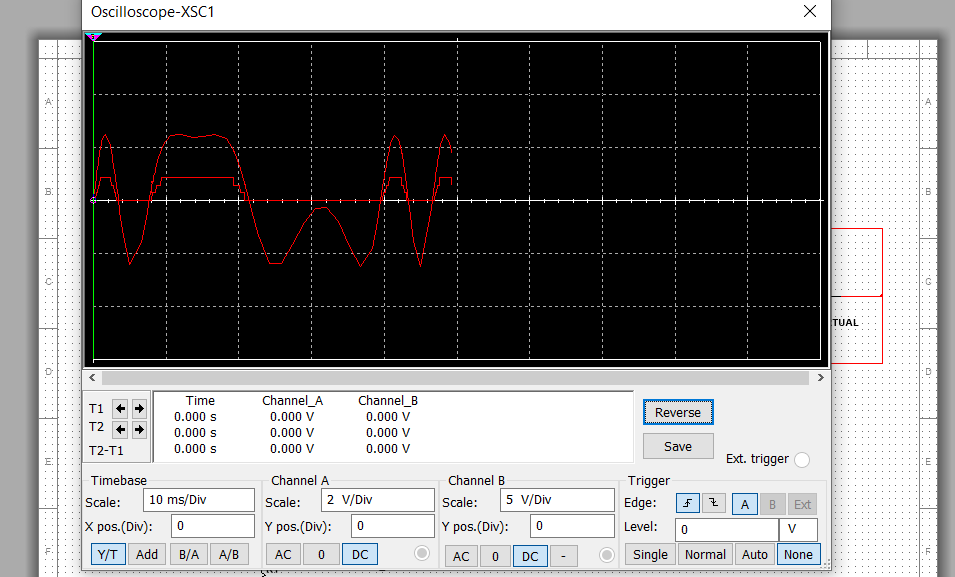 Oscilloscope-XSC1
A
A
B
B
C
C
TUAL
D
D
Time Channel_A Channel_B
T1 0.000 s 0.000 V 0.000 V
T2 0.000 s 0.000 V 0.000 V
T2-T1 0.000 s 0.000 V 0.000 V
Reverse
Save
Ext. trigger
E
E
Timebase
Scale: 10 ms/Div
X pos.(Div): 0
Y/T Add B/A A/B
Channel A
Scale: 2 V/Div
Y pos.(Div): 0
AC 0 DC
Channel B
Scale: 5 V/Div
Y pos.(Div): 0
AC 0 DC -
Trigger
Edge: A B Ext
Level: 0 V
Single Normal Auto None
F
F